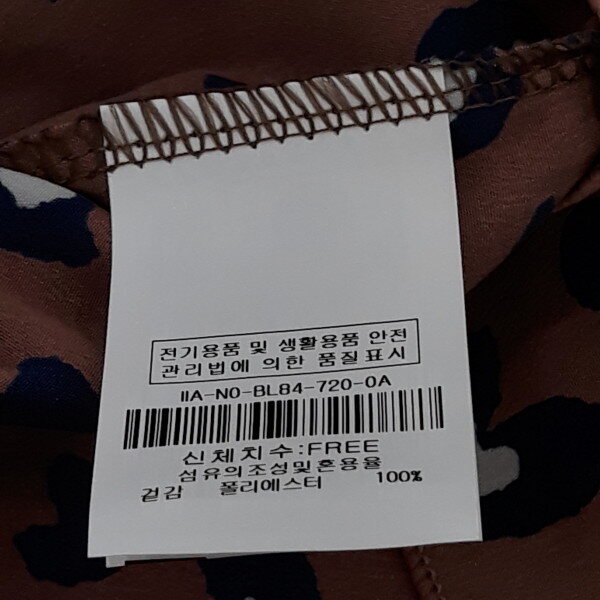 전기용품 및 생활용품 안전
관리법에 의한 품질표시
IIA-N0-BL84-720-0A
신체치수:FREE
섬유의조성및혼용율
겉감 폴리에스터 100%